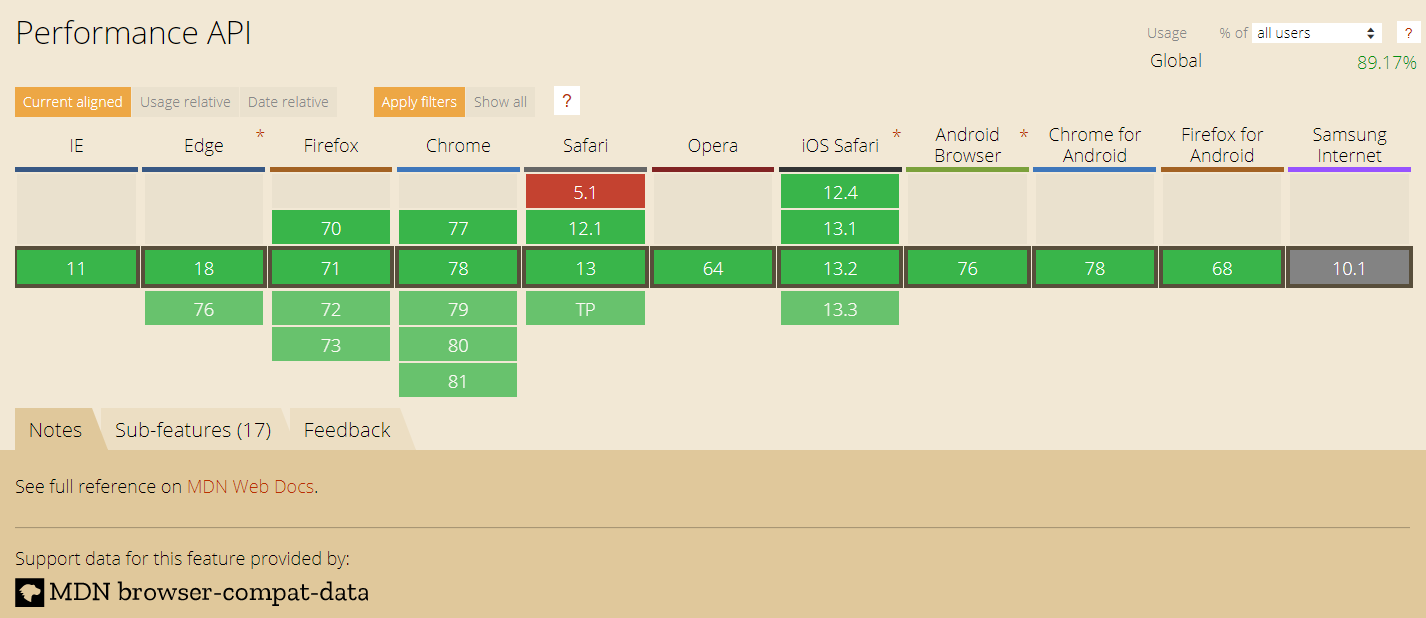 Performance API
Usage % of all users ?
Global 89.17%
Current aligned Usage relative Date relative Apply filters Show all ?
IE Edge * Firefox Chrome Safari Opera iOS Safari * Android Browser * Chrome for Android Firefox for Android Samsung Internet
5.1 12.4
70 77 12.1 13.1
11 18 71 78 13 64 13.2 76 78 68 10.1
76 72 79 TP 13.3
73 80
81
Notes Sub-features (17) Feedback
See full reference on MDN Web Docs.
Support data for this feature provided by:
MDN browser-compat-data